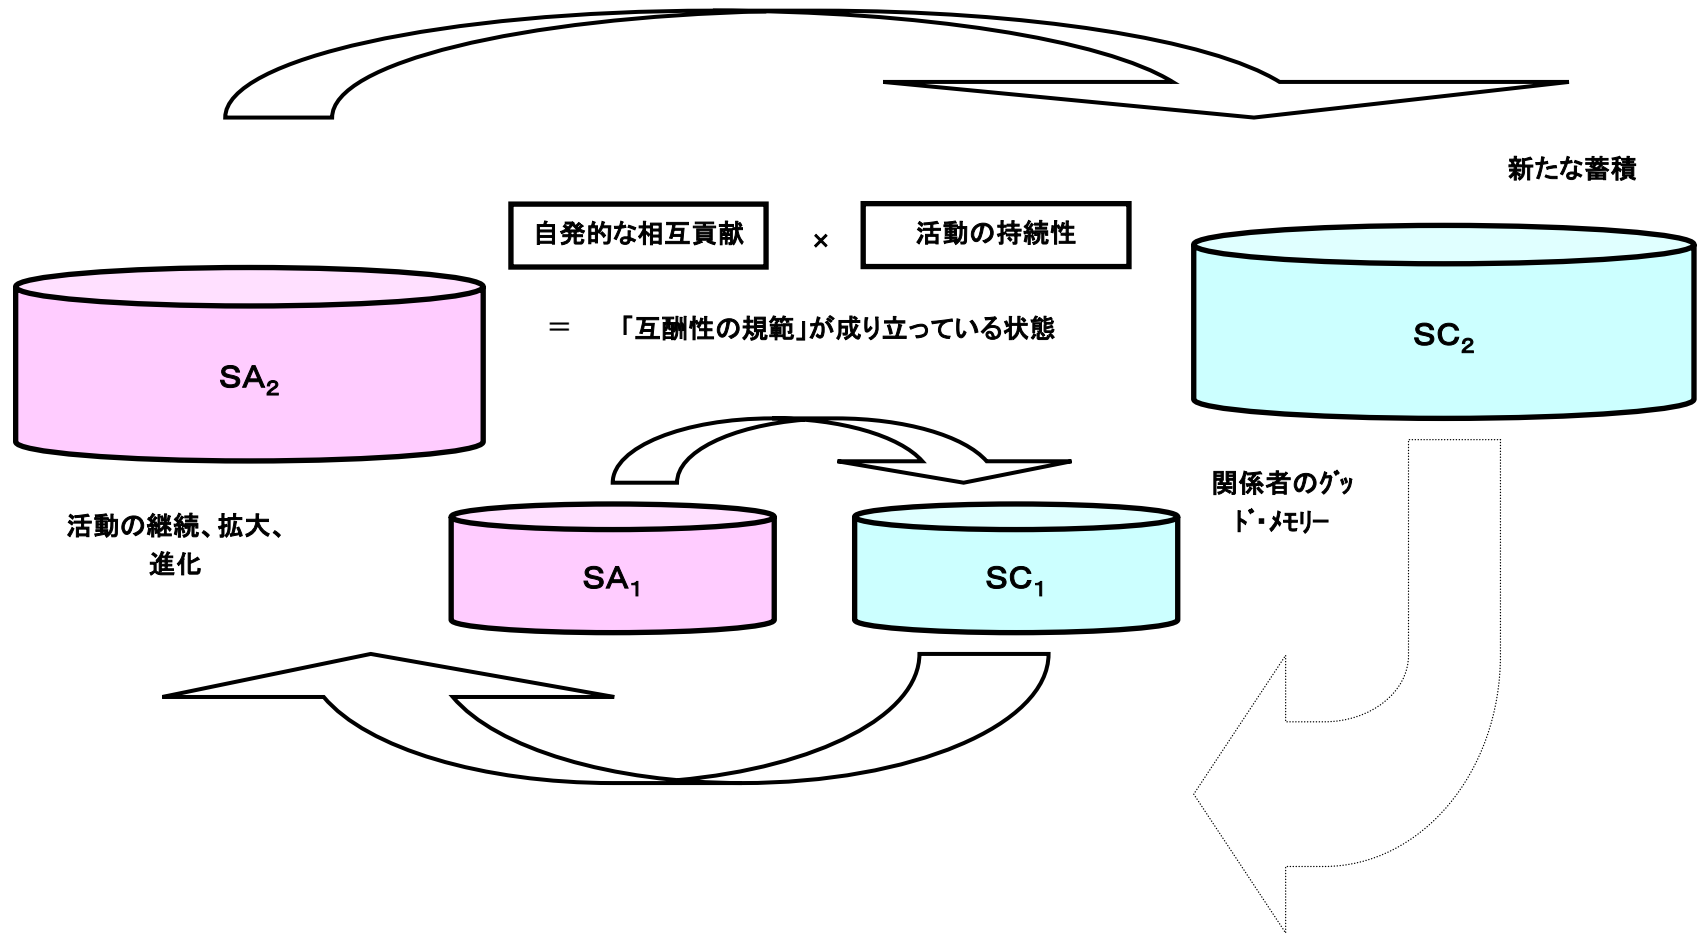 新たな蓄積
自発的な相互貢献 × 活動の持続性
＝ 「互酬性の規範」が成り立っている状態
SC₂
SA₂
関係者のｸﾞｯ
ﾄﾞ・ﾒﾓﾘｰ
活動の継続、拡大、
進化
SA₁ SC₁